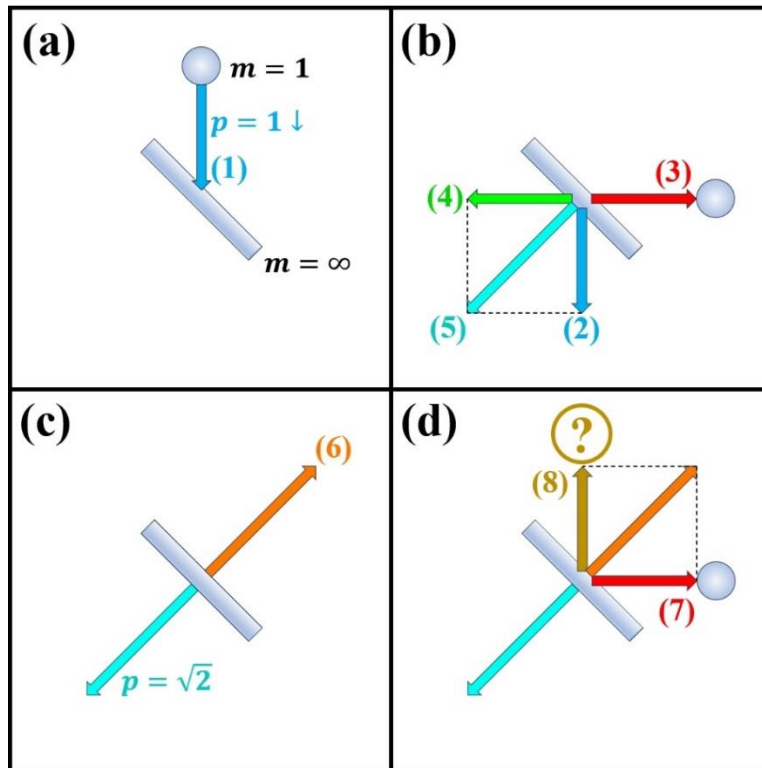 (a)
m = 1
p = 1 ↓
(1)
m = ∞
(b)
(3)
(4)
(5)
(2)
(c)
(6)
p = √2
(d)
?
(8)
(7)